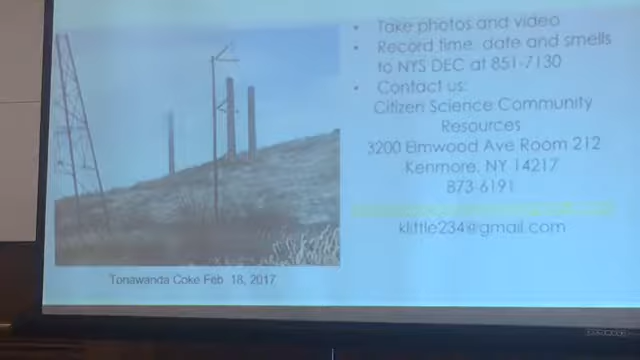 • Take photos and video
• Record time, date and smells
to NYS DEC at 851-7130
• Contact us:
Citizen Science Community
Resources
3200 Elmwood Ave Room 212
Kenmore, NY 14217
873-6191
klittle234@gmail.com
Tonawanda Coke Feb 18, 2017